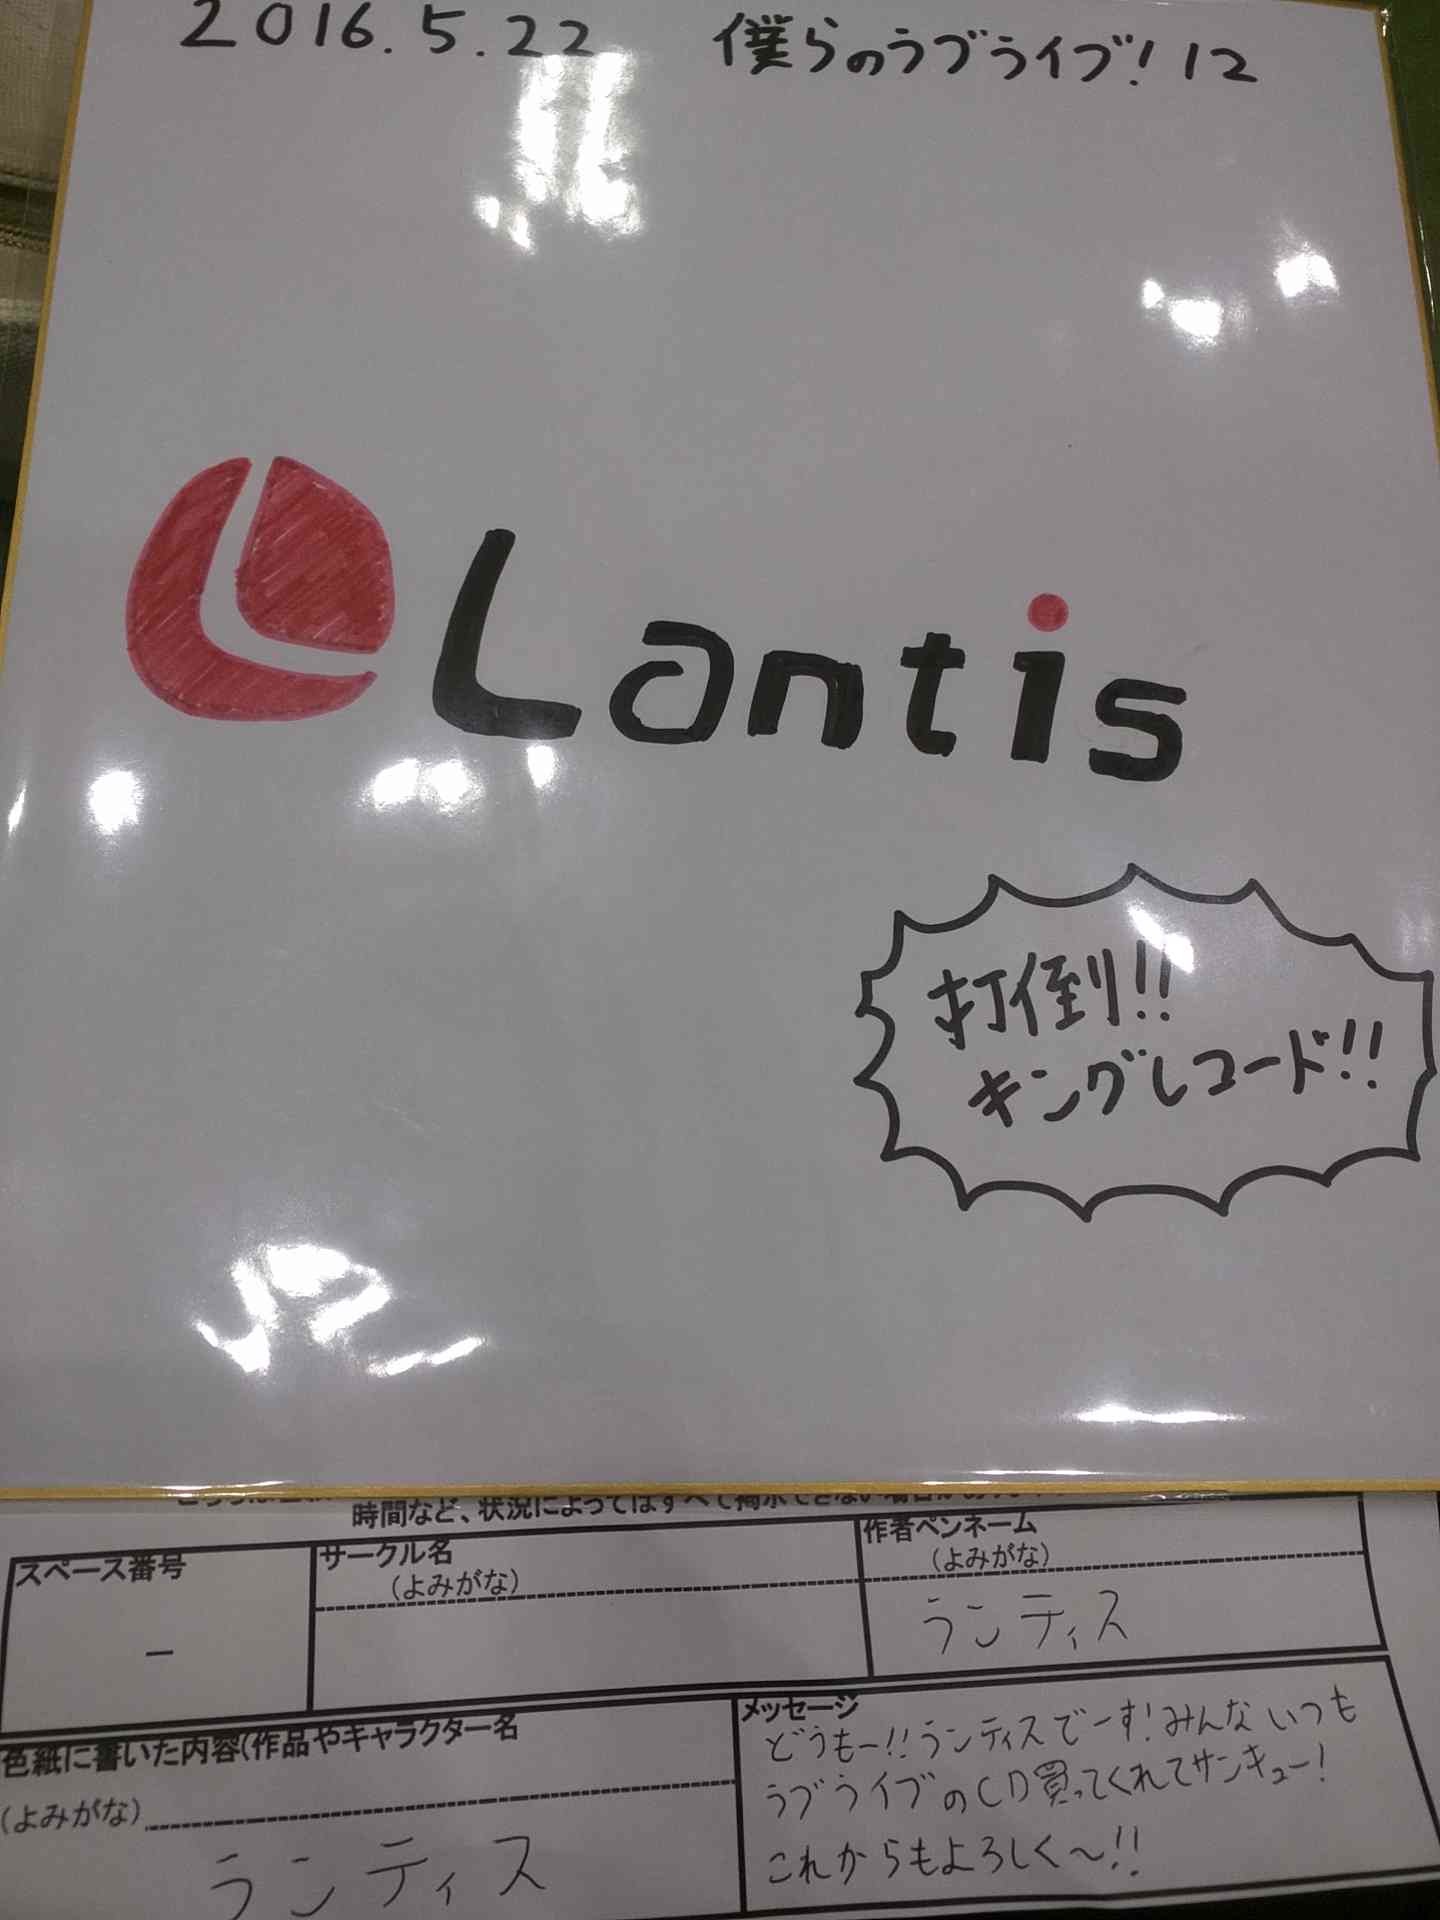 2016.5.22 僕らのラブライブ!12
Lantis
打倒!!
キングレコード!!
時間など、状況によってはすべて掲示できない場合が
スペース番号
—
サークル名
(よみがな)
作者ペンネーム
(よみがな)
ランティス
色紙に書いた内容(作品やキャラクター名
(よみがな)
ランティス
メッセージ
どうもー!!ランティスでーす!みんないつも
ラブライブのCD買ってくれてサンキュー!
これからもよろしく〜!!